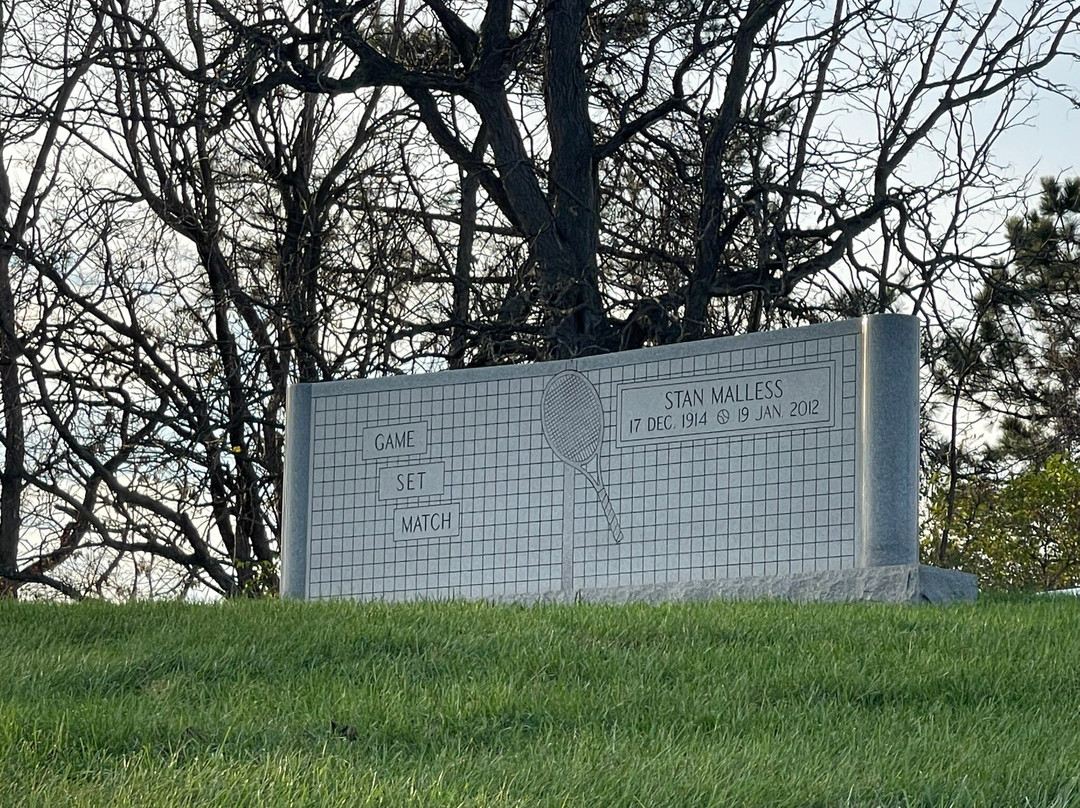 GAME
SET
MATCH
STAN MALLESS
17 DEC. 1914 19 JAN. 2012